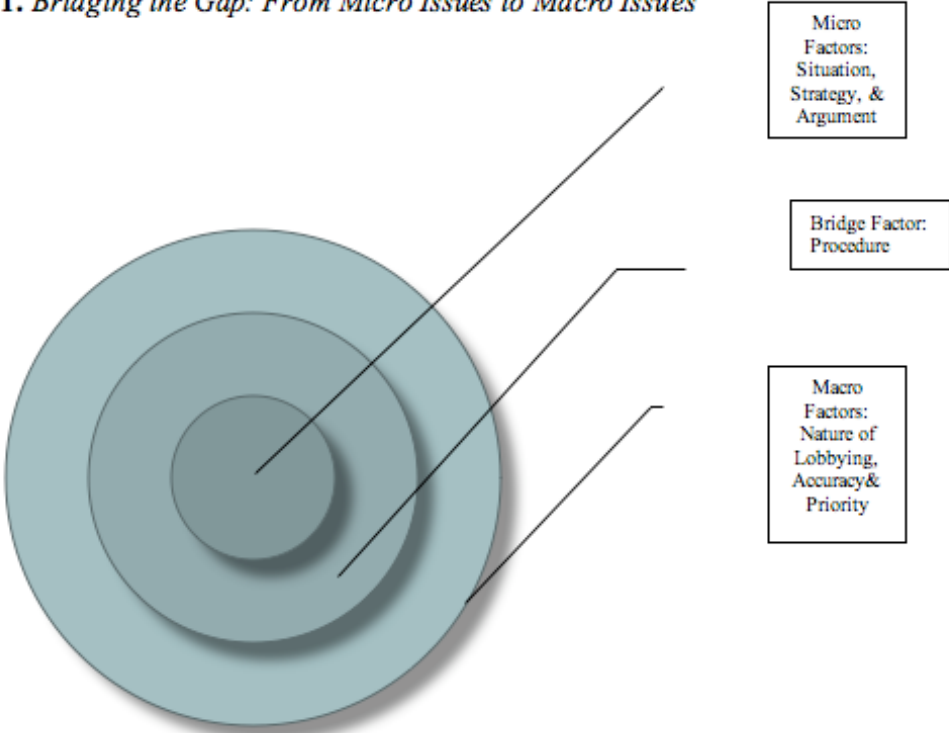 1. Bridging the Gap: From Micro Issues to Macro Issues
Micro
Factors:
Situation,
Strategy, &
Argument
Bridge Factor:
Procedure
Macro
Factors:
Nature of
Lobbying,
Accuracy&
Priority